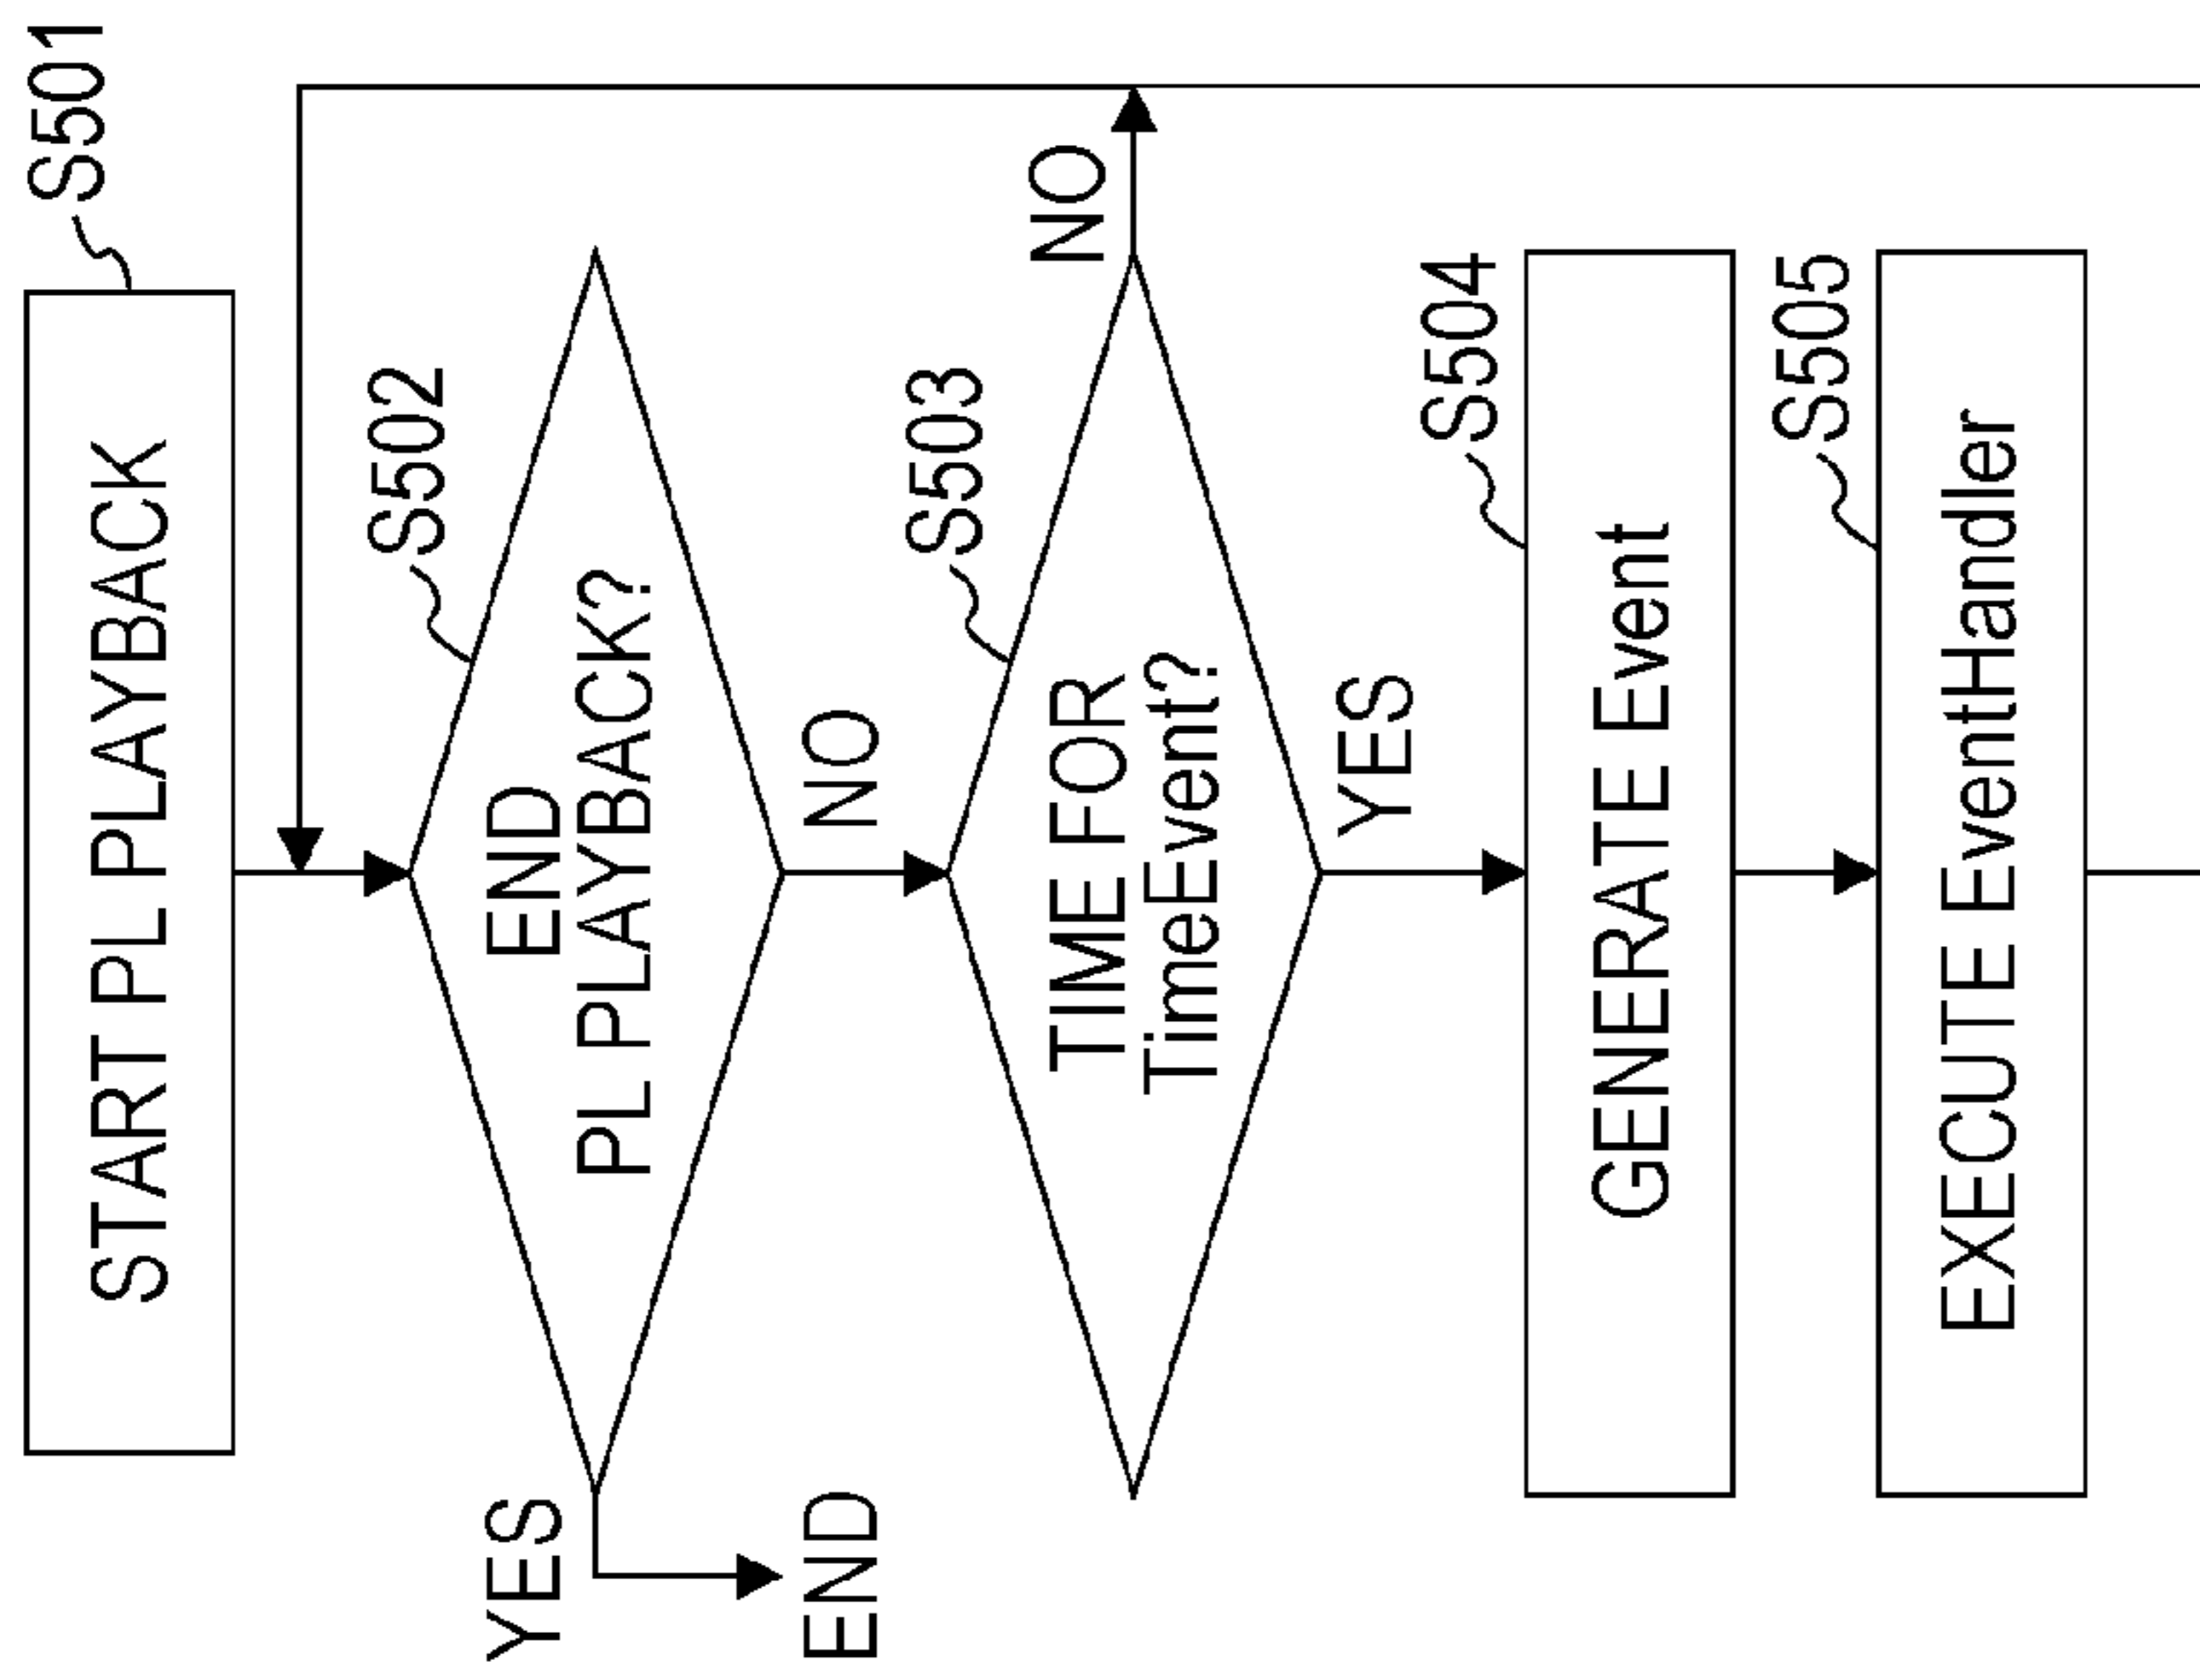 S501
START PL PLAYBACK
S502
END
PL PLAYBACK?
YES
NO
END
S503
TIME FOR
TimeEvent?
NO
YES
S504
GENERATE Event
S505
EXECUTE EventHandler